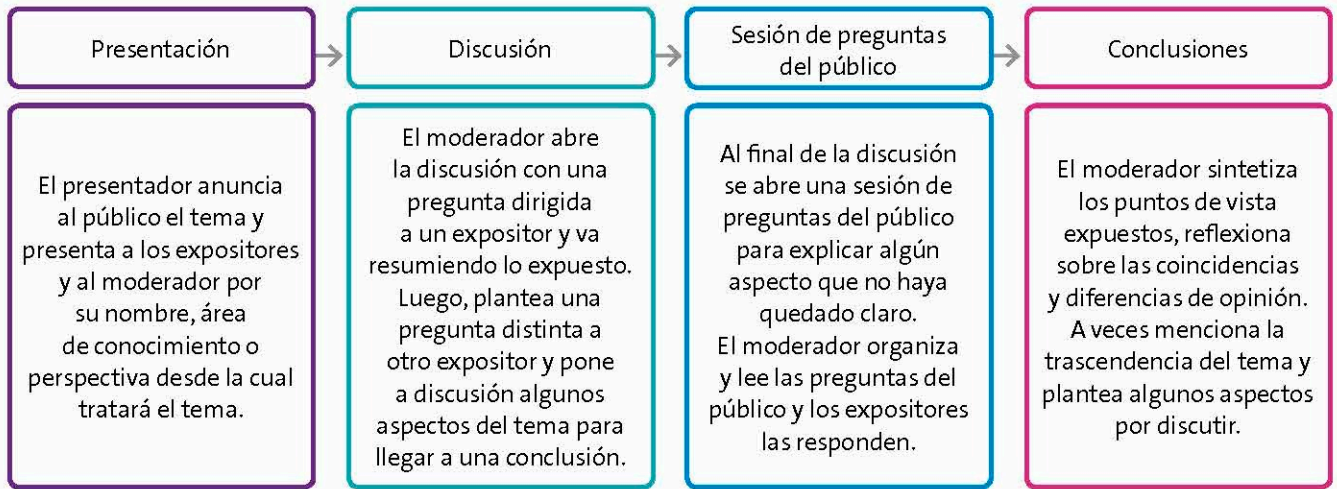 Presentación
Discusión
Sesión de preguntas
del público
Conclusiones
El presentador anuncia
al público el tema y
presenta a los expositores
y al moderador por
su nombre, área
de conocimiento o
perspectiva desde la cual
tratará el tema.
El moderador abre
la discusión con una
pregunta dirigida
a un expositor y va
resumiendo lo expuesto.
Luego, plantea una
pregunta distinta a
otro expositor y pone
a discusión algunos
aspectos del tema para
llegar a una conclusión.
Al final de la discusión
se abre una sesión de
preguntas del público
para explicar algún
aspecto que no haya
quedado claro.
El moderador organiza
y lee las preguntas del
público y los expositores
las responden.
El moderador sintetiza
los puntos de vista
expuestos, reflexiona
sobre las coincidencias
y diferencias de opinión.
A veces menciona la
trascendencia del tema y
plantea algunos aspectos
por discutir.